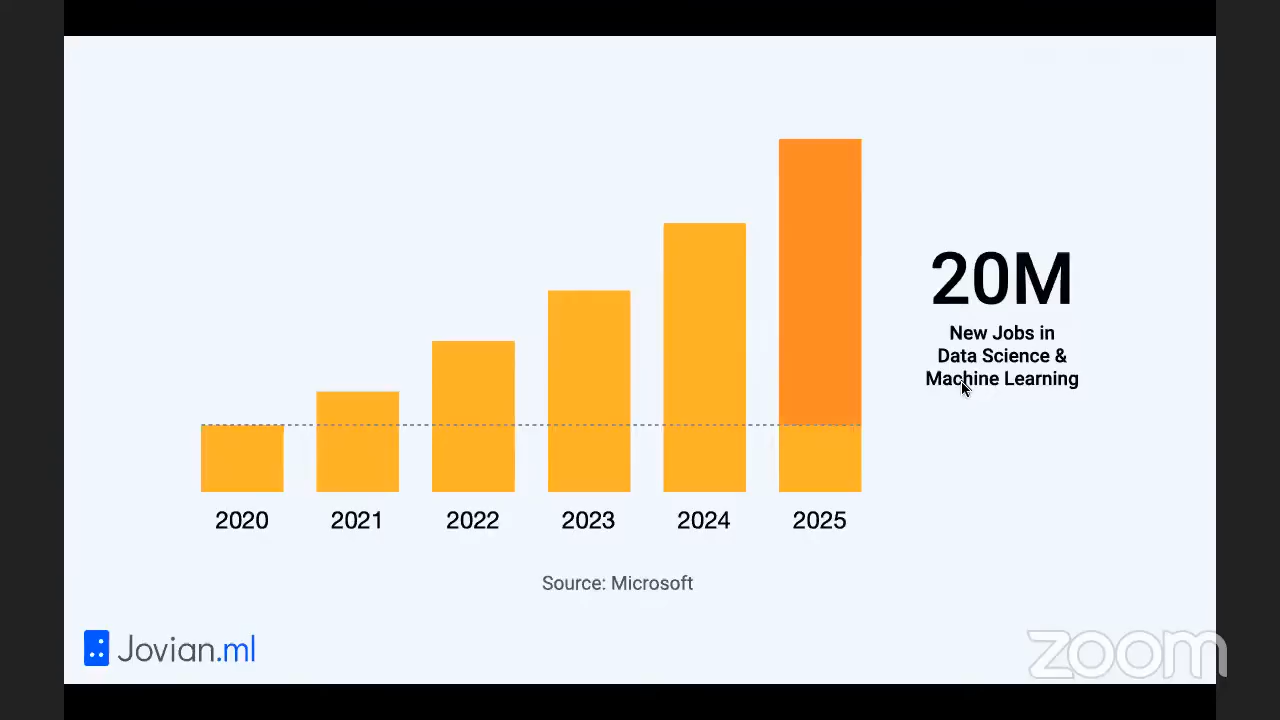 20M
New Jobs in
Data Science &
Machine Learning
2020 2021 2022 2023 2024 2025
Source: Microsoft
Jovian.ml
zoom